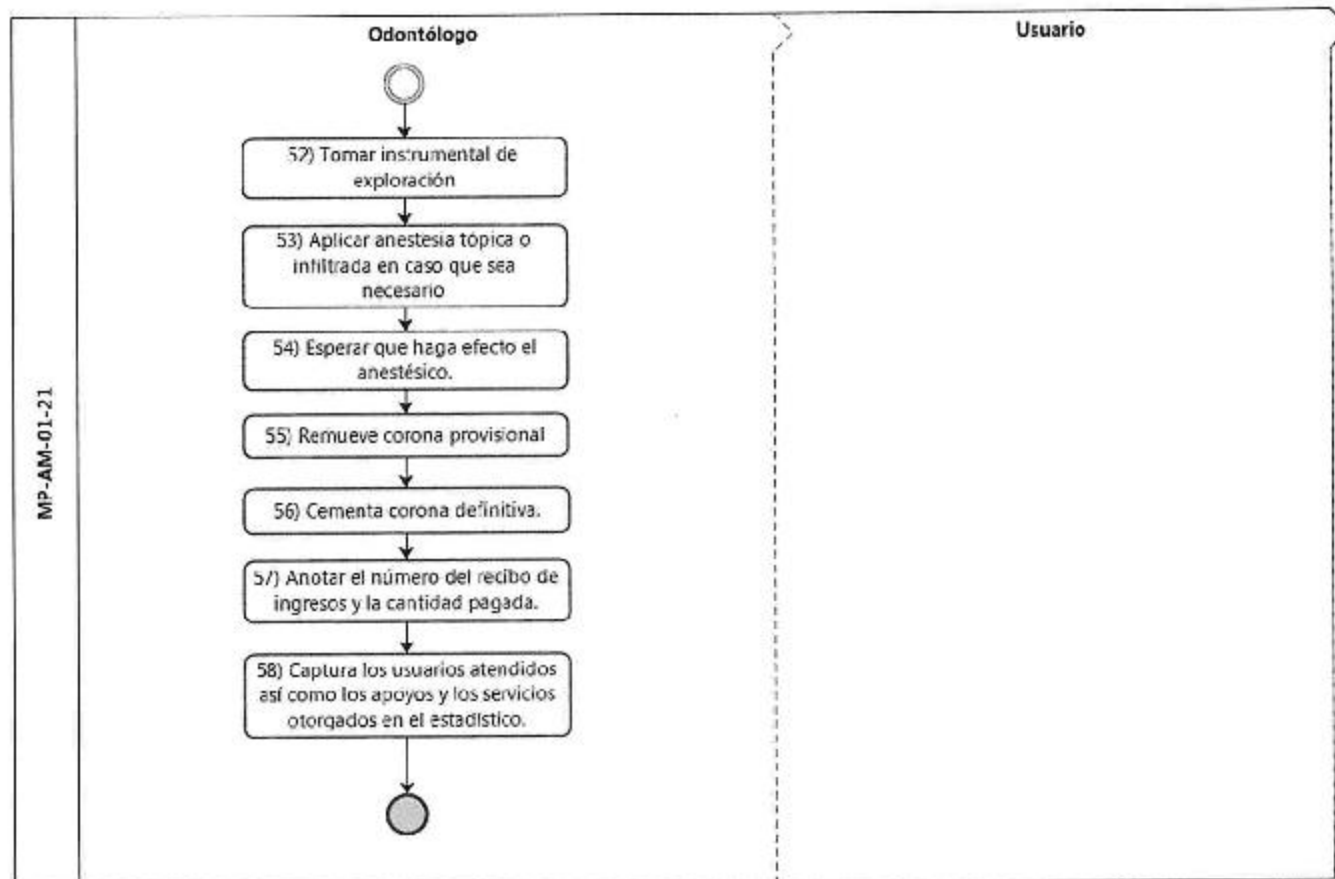 Odontólogo
Usuario
MP-AM-01-21
52) Tomar instrumental de
exploración
53) Aplicar anestesia tópica o
infiltrada en caso que sea
necesario
54) Esperar que haga efecto el
anestésico.
55) Remueve corona provisional
56) Cementa corona definitiva.
57) Anotar el número del recibo de
ingresos y la cantidad pagada.
58) Captura los usuarios atendidos
así como los apoyos y los servicios
otorgados en el estadístico.